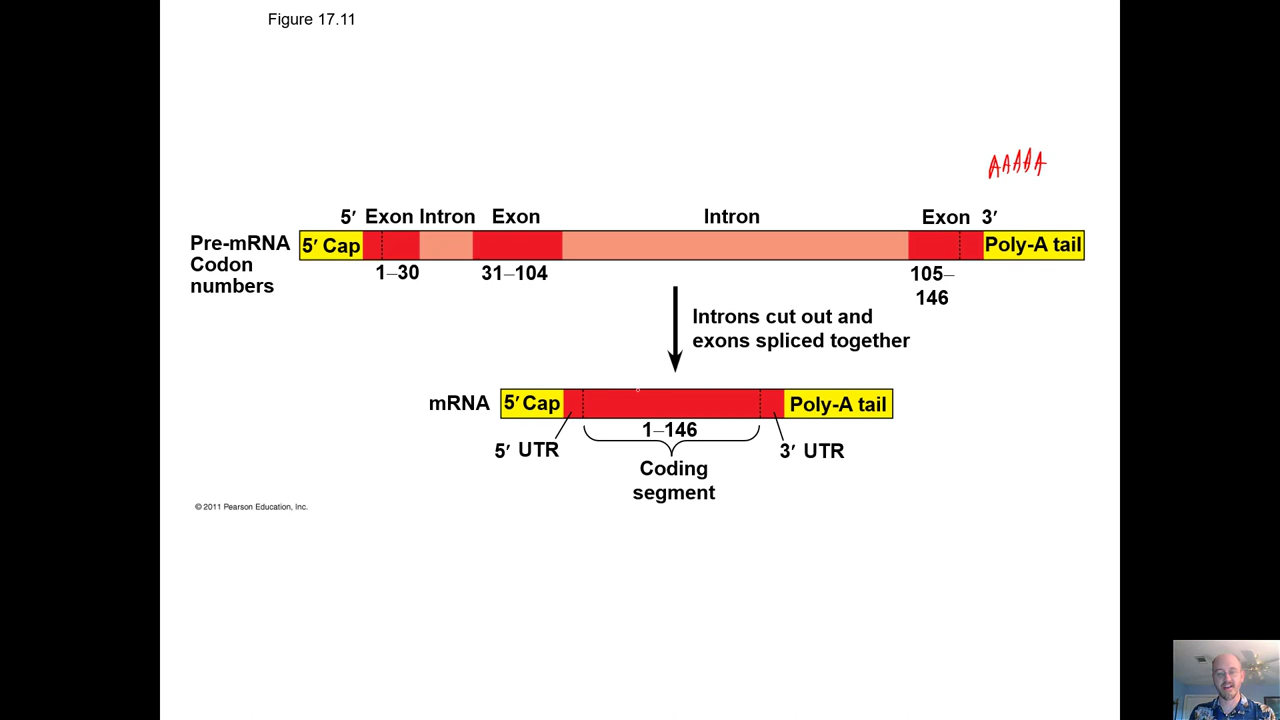 Figure 17.11
AAAAA
5′ Exon Intron Exon Intron Exon 3′
Pre-mRNA 5′ Cap Poly-A tail
Codon numbers
1–30 31–104 105–
146
Introns cut out and
exons spliced together
mRNA 5′ Cap Poly-A tail
1–146
5′ UTR 3′ UTR
Coding
segment
© 2011 Pearson Education, Inc.